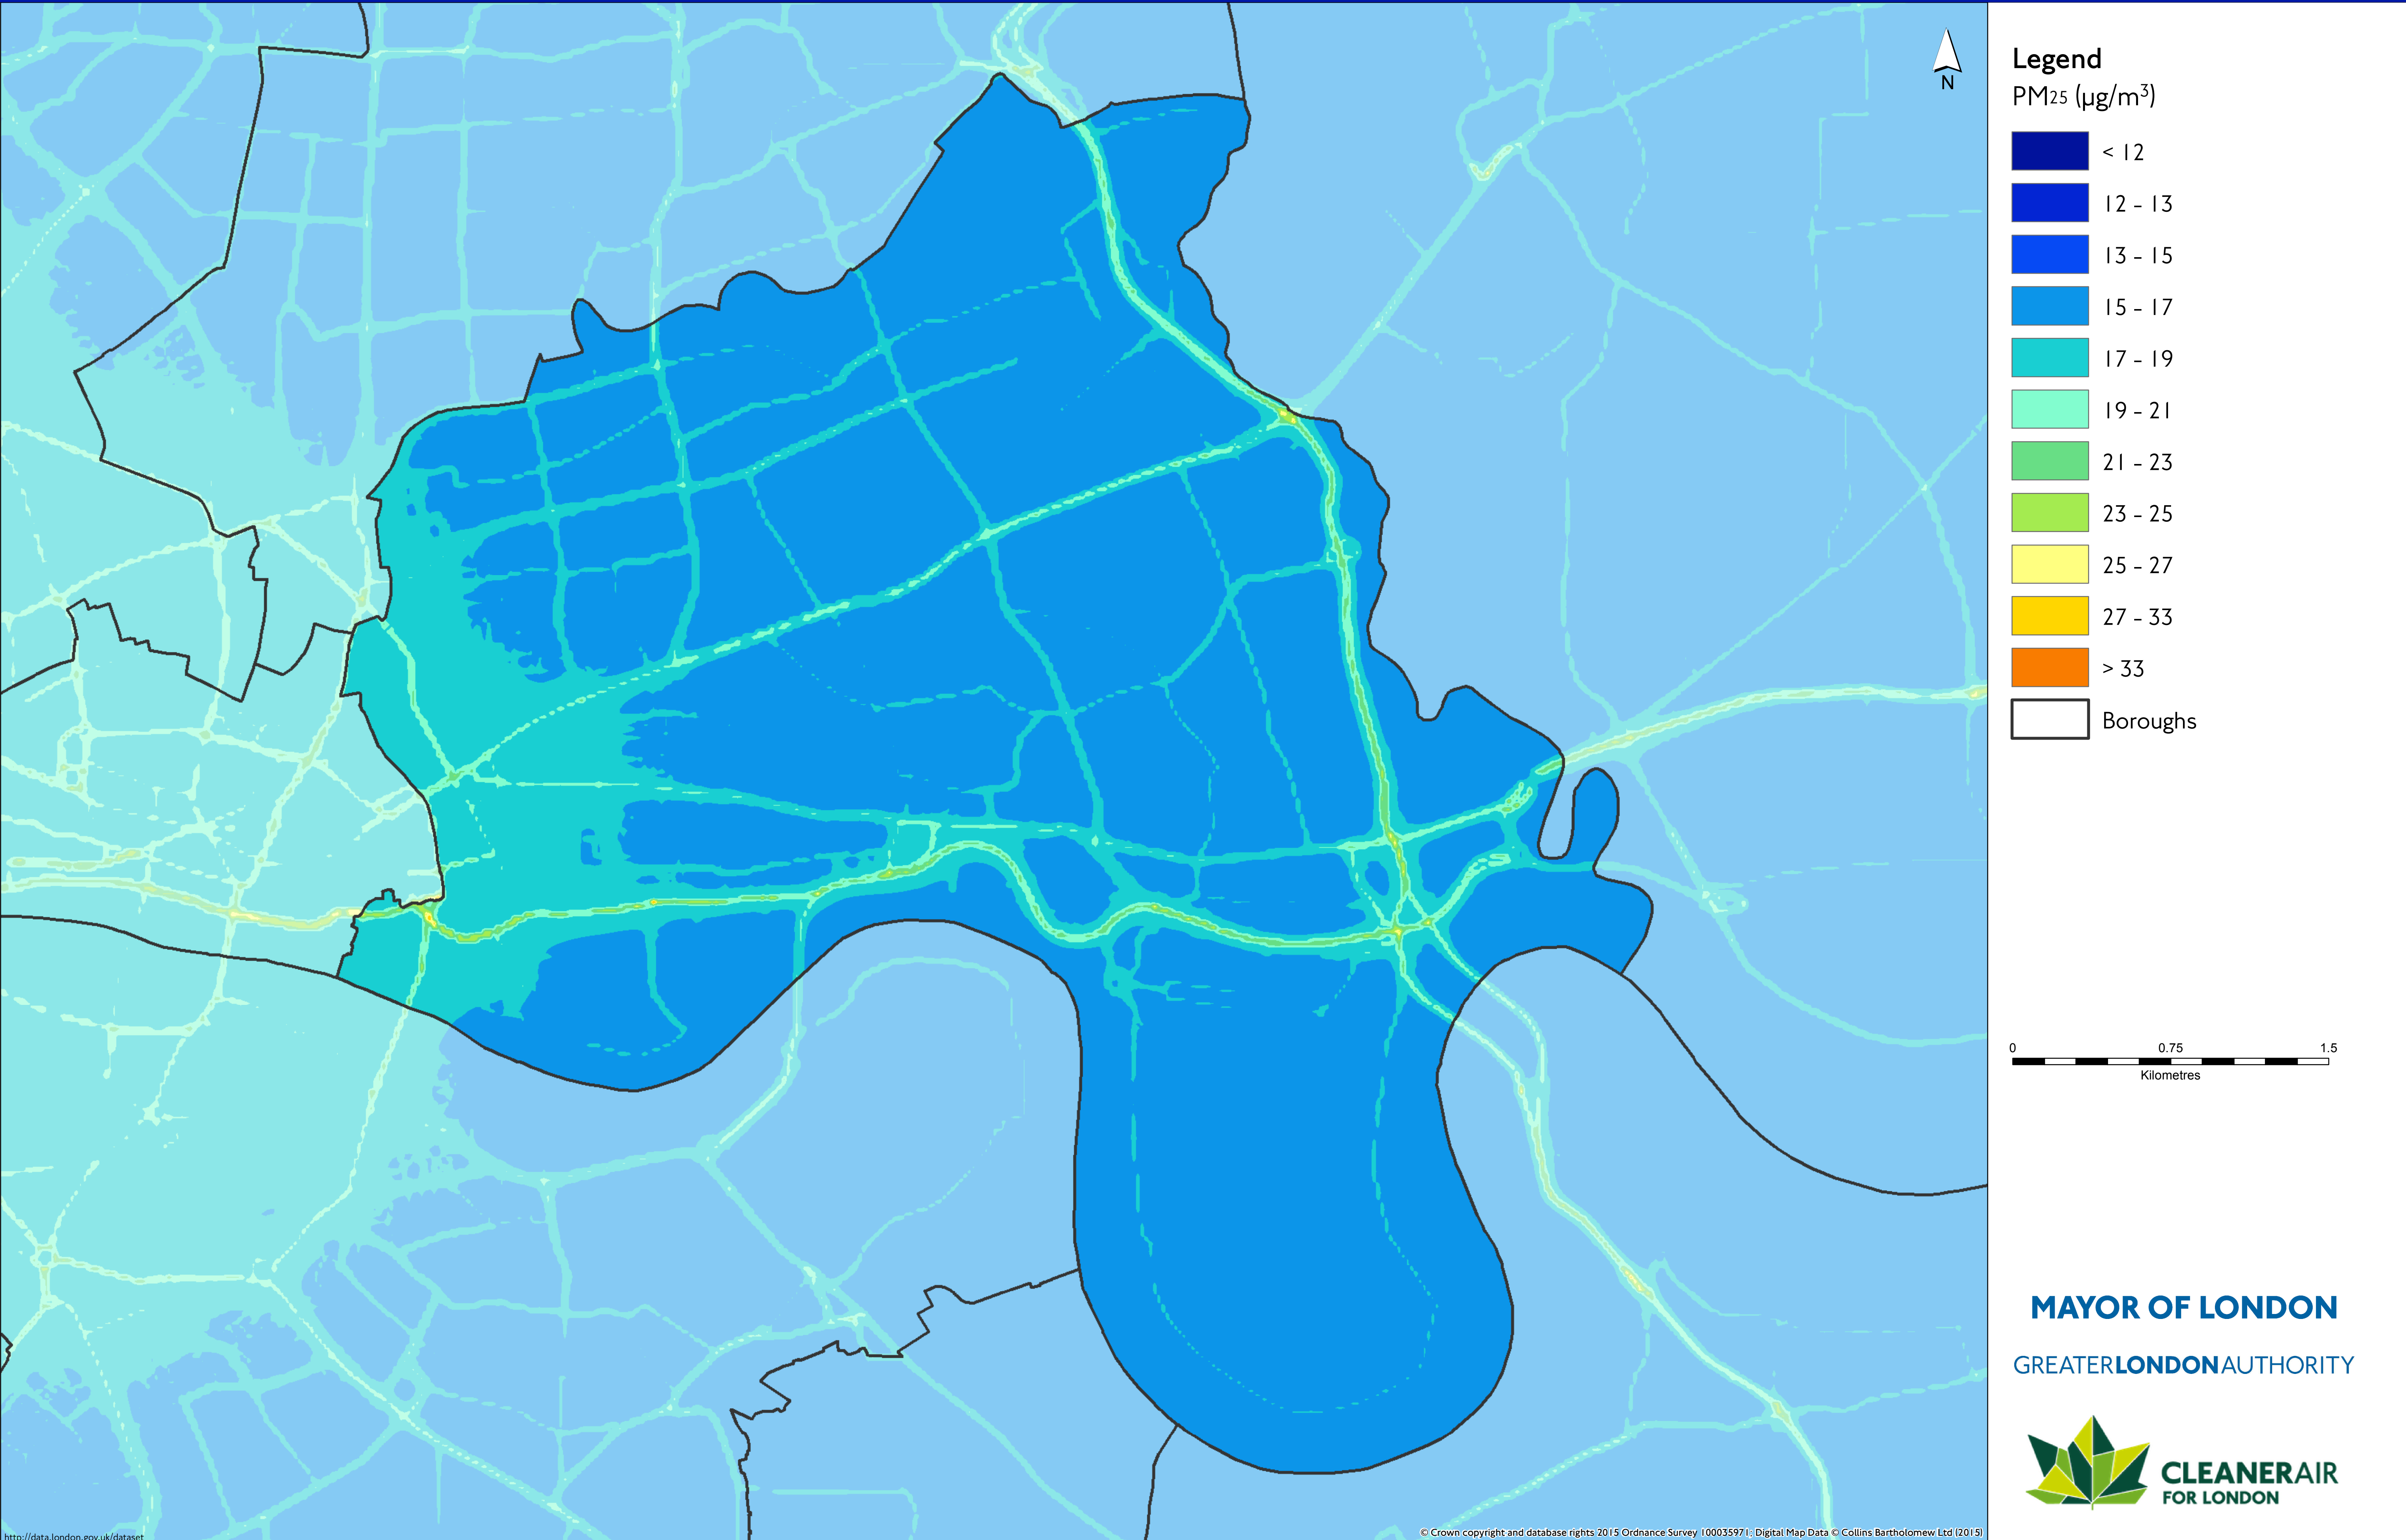 N
Legend
PM25 (µg/m3)
< 12
12 - 13
13 - 15
15 - 17
17 - 19
19 - 21
21 - 23
23 - 25
25 - 27
27 - 33
> 33
Boroughs
0 0.75 1.5
Kilometres
MAYOR OF LONDON
GREATERLONDONAUTHORITY
CLEANERAIR
FOR LONDON
http://data.london.gov.uk/dataset
© Crown copyright and database rights 2015 Ordnance Survey 100035971; Digital Map Data © Collins Bartholomew Ltd (2015)